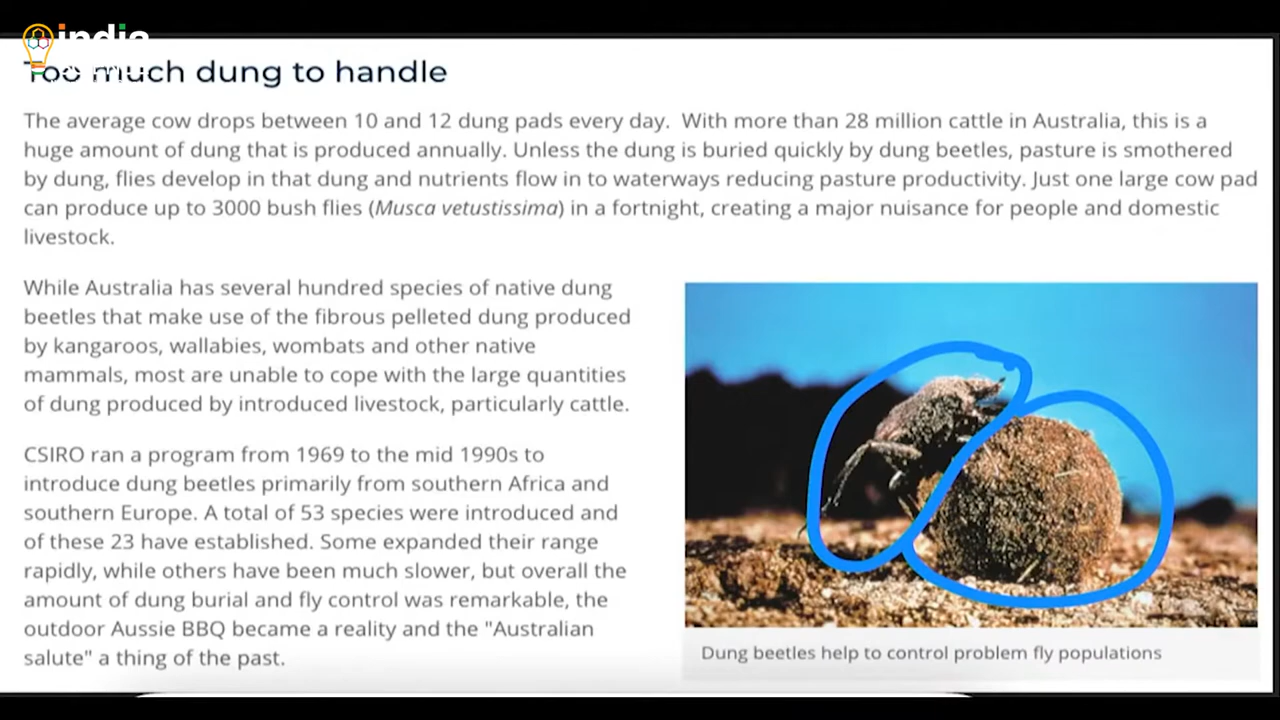 india
Too much dung to handle
The average cow drops between 10 and 12 dung pads every day. With more than 28 million cattle in Australia, this is a
huge amount of dung that is produced annually. Unless the dung is buried quickly by dung beetles, pasture is smothered
by dung, flies develop in that dung and nutrients flow in to waterways reducing pasture productivity. Just one large cow pad
can produce up to 3000 bush flies (Musca vetustissima) in a fortnight, creating a major nuisance for people and domestic
livestock.
While Australia has several hundred species of native dung
beetles that make use of the fibrous pelleted dung produced
by kangaroos, wallabies, wombats and other native
mammals, most are unable to cope with the large quantities
of dung produced by introduced livestock, particularly cattle.
CSIRO ran a program from 1969 to the mid 1990s to
introduce dung beetles primarily from southern Africa and
southern Europe. A total of 53 species were introduced and
of these 23 have established. Some expanded their range
rapidly, while others have been much slower, but overall the
amount of dung burial and fly control was remarkable, the
outdoor Aussie BBQ became a reality and the "Australian
salute" a thing of the past.
Dung beetles help to control problem fly populations